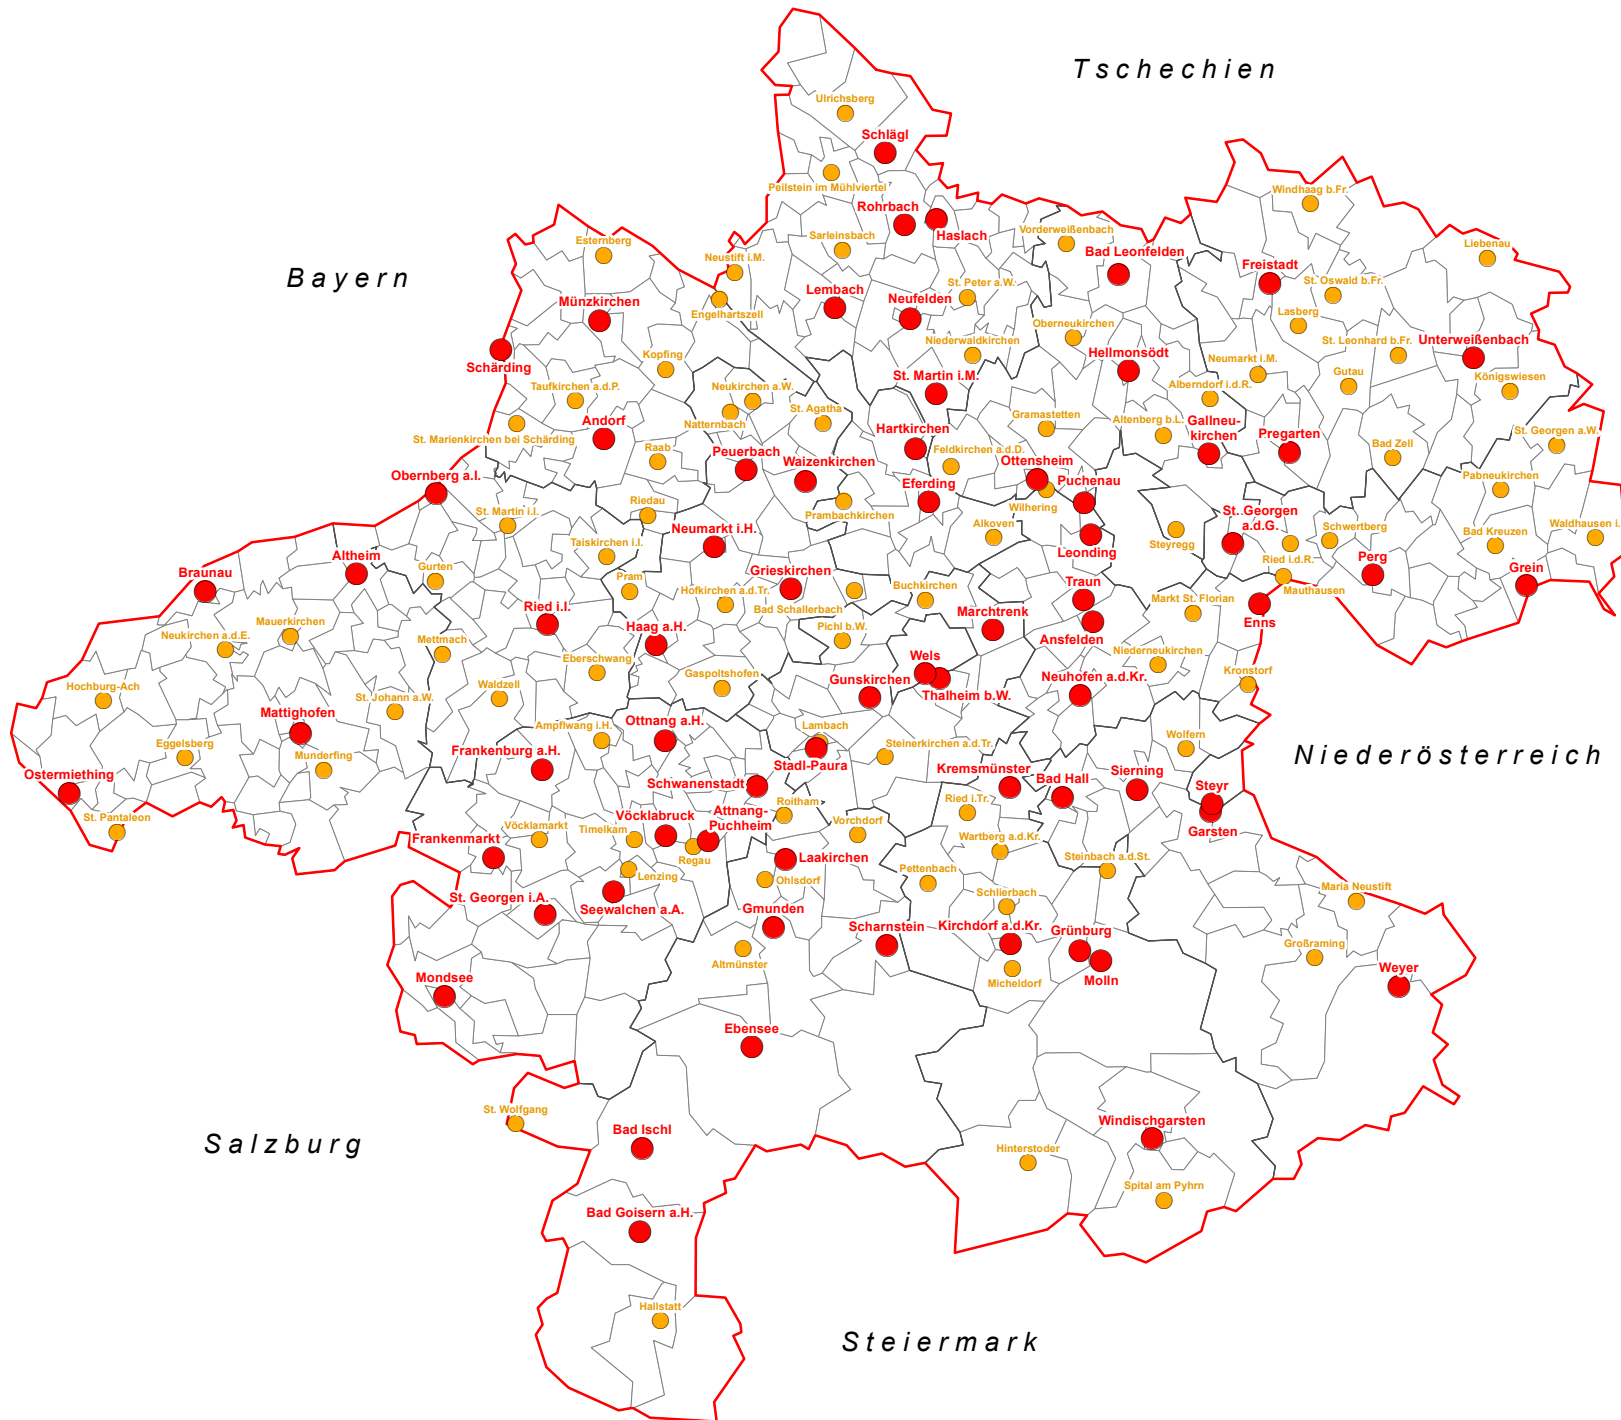 Tschechien
Ulrichsberg
Schlägl
Peilstein im Mühlviertel
Windhaag b.Fr.
Rohrbach
Haslach
Sarleinsbach
Vorderweißenbach
Bad Leonfelden
Liebenau
Esternberg
Neustift i.M.
Bayern
Freistadt
St. Oswald b.Fr.
St. Peter a.W.
Lembach
Neufelden
Münzkirchen
Engelhartszell
Lasberg
Oberneukirchen
Niederwaldkirchen
Hellmonsödt
St. Leonhard b.Fr.
Unterweißenbach
Schärding
Kopfing
Neumarkt i.M.
Gutau
Königswiesen
Taufkirchen a.d.P.
Neukirchen a.W.
St. Martin i.M.
Alberndorf i.d.R.
St. Agatha
Natternbach
Gramastetten
Altenberg b.L.
Gallneu-
kirchen
Pregarten
St. Georgen a.W.
Andorf
St. Marienkirchen bei Schärding
Hartkirchen
Feldkirchen a.d.D.
Bad Zell
Raab
Peuerbach
Waizenkirchen
Ottensheim
Pabneukirchen
Obernberg a.I.
Eferding
Puchenau
Riedau
Prambachkirchen
Wilhering
St. Martin i.I.
Alkoven
St. Georgen
a.d.G.
Schwertberg
Waldhausen i.
Bad Kreuzen
Neumarkt i.H.
Taiskirchen i.I.
Steyregg
Leonding
Ried i.d.R.
Perg
Grein
Altheim
Braunau
Gurten
Pram
Grieskirchen
Buchkirchen
Traun
Mauthausen
Hofkirchen a.d.Tr.
Bad Schallerbach
Markt St. Florian
Enns
Ried i.I.
Marchtrenk
Ansfelden
Mauerkirchen
Neukirchen a.d.E.
Mettmach
Haag a.H.
Pichl b.W.
Niederneukirchen
Eberschwang
Wels
Gaspoltshofen
Gunskirchen
Thalheim b.W.
Neuhofen a.d.Kr.
Kronstorf
Hochburg-Ach
St. Johann a.W.
Waldzell
Mattighofen
Ampflwang i.H.
Ottnang a.H.
Lambach
Wolfern
Eggelsberg
Munderfing
Frankenburg a.H.
Stadl-Paura
Steinerkirchen a.d.Tr.
Niederösterreich
Ostermiething
Schwanenstadt
Kremsmünster
Bad Hall
Sierning
Steyr
St. Pantaleon
Roitham
Ried i.Tr.
Garsten
Vöcklabruck
Attnang-
Puchheim
Vöcklamarkt
Timelkam
Vorchdorf
Frankenmarkt
Regau
Wartberg a.d.Kr.
Laakirchen
Steinbach a.d.St.
Lenzing
Ohlsdorf
Pettenbach
Schlierbach
Maria Neustift
St. Georgen i.A.
Seewalchen a.A.
Gmunden
Scharnstein
Kirchdorf a.d.Kr.
Grünburg
Großraming
Altmünster
Micheldorf
Molln
Weyer
Mondsee
Ebensee
St. Wolfgang
Salzburg
Bad Ischl
Windischgarsten
Hinterstoder
Spital am Pyhrn
Bad Goisern a.H.
Hallstatt
Steiermark